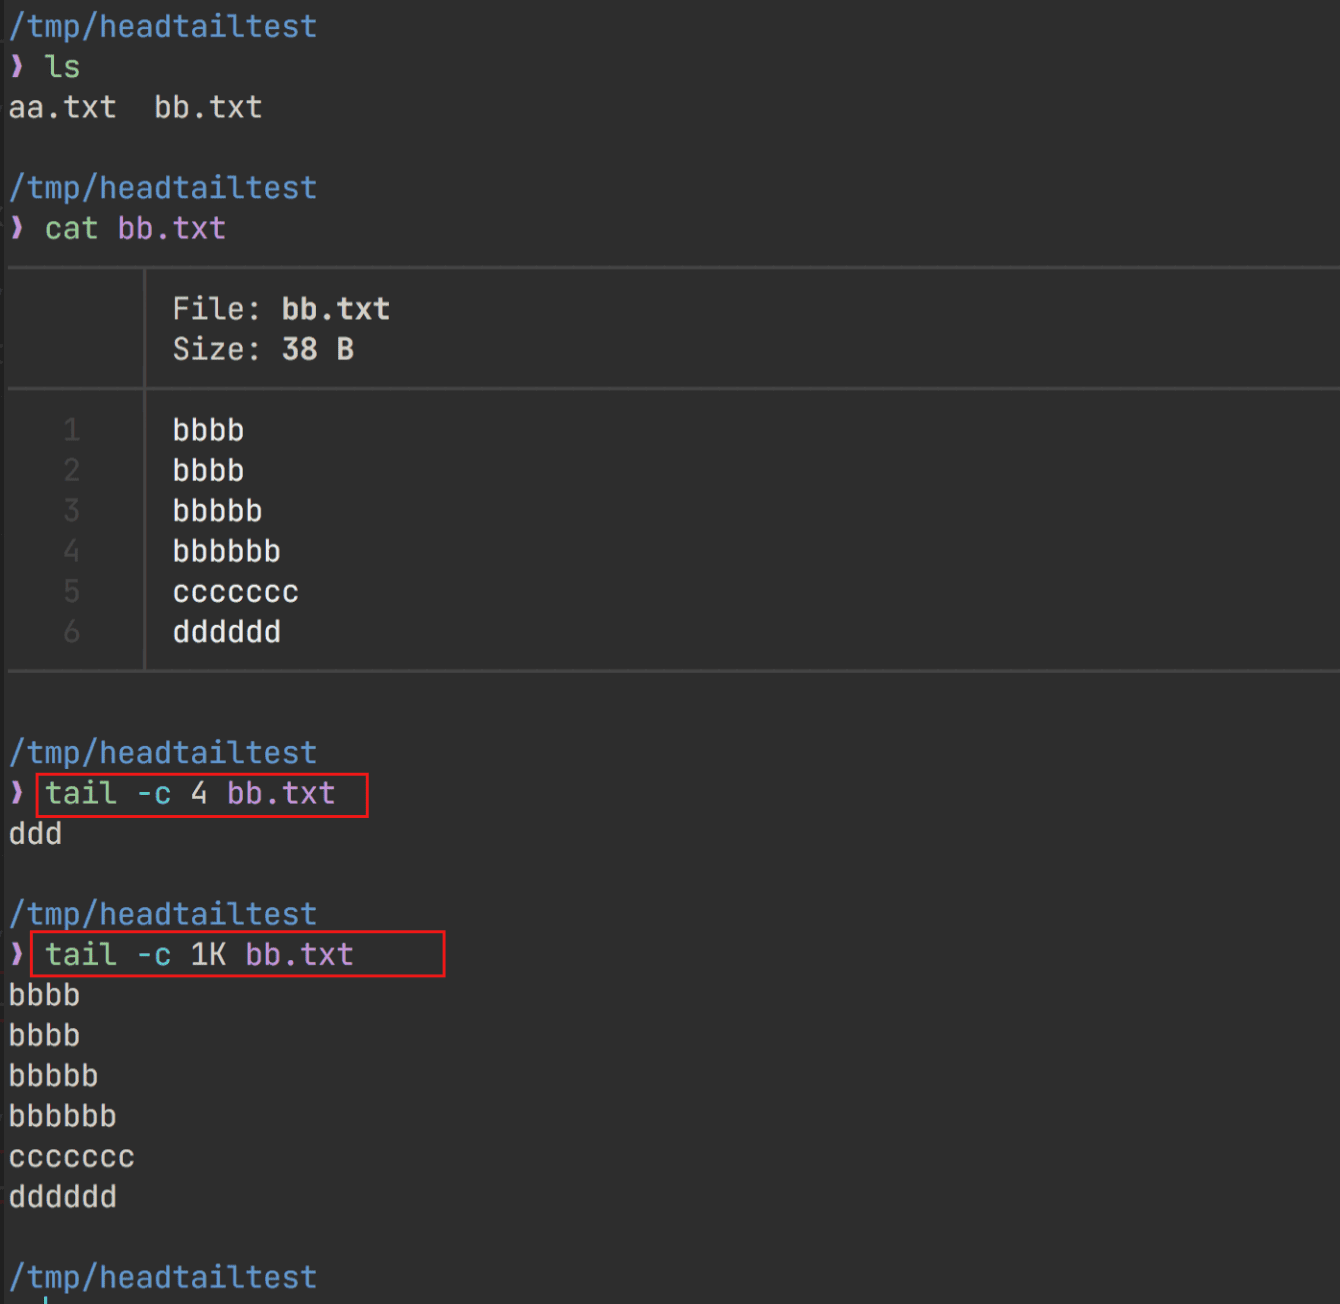 /tmp/headtailtest
❯ ls
aa.txt  bb.txt
/tmp/headtailtest
❯ cat bb.txt
File: bb.txt
Size: 38 B
1 bbbb
2 bbbb
3 bbbbb
4 bbbbbb
5 ccccccc
6 dddddd
/tmp/headtailtest
❯ tail -c 4 bb.txt
ddd
/tmp/headtailtest
❯ tail -c 1K bb.txt
bbbb
bbbb
bbbbb
bbbbbb
ccccccc
dddddd
/tmp/headtailtest